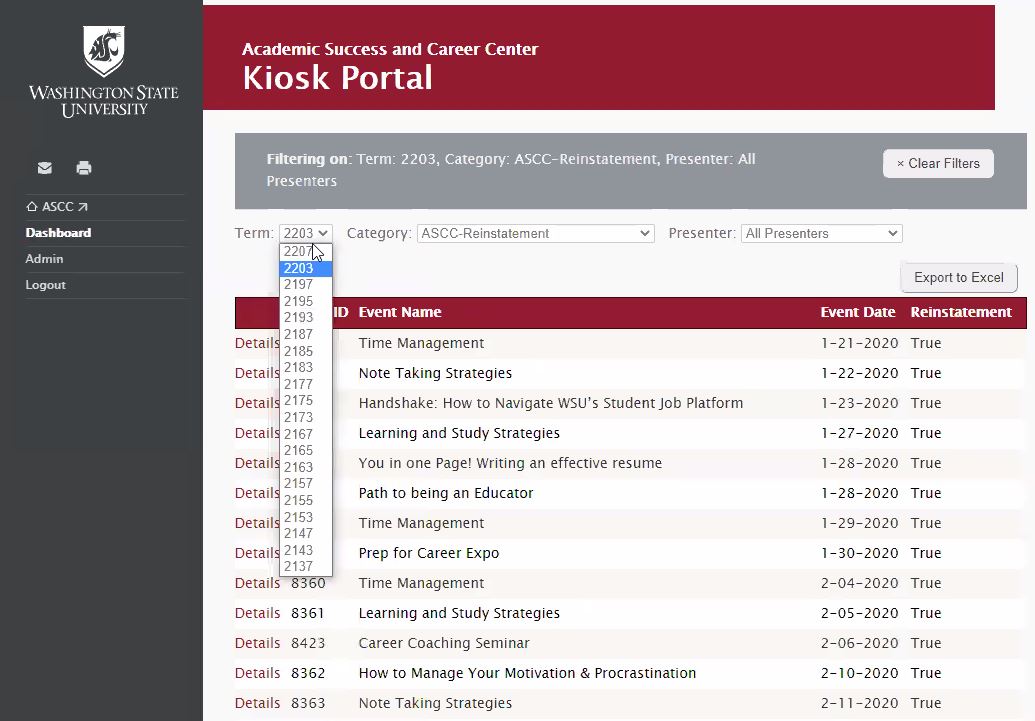 WASHINGTON STATE
UNIVERSITY
ASCC
Dashboard
Admin
Logout
Academic Success and Career Center
Kiosk Portal
Filtering on: Term: 2203, Category: ASCC-Reinstatement, Presenter: All
Presenters
× Clear Filters
Term: 2203 Category: ASCC-Reinstatement Presenter: All Presenters
2207
2203
2197
2195
2193
2187
2185
2183
2177
2175
2173
2167
2165
2163
2157
2155
2153
2147
2143
2137
Export to Excel
ID Event Name Event Date Reinstatement
Details Time Management 1-21-2020 True
Details Note Taking Strategies 1-22-2020 True
Details Handshake: How to Navigate WSU's Student Job Platform 1-23-2020 True
Details Learning and Study Strategies 1-27-2020 True
Details You in one Page! Writing an effective resume 1-28-2020 True
Details Path to being an Educator 1-28-2020 True
Details Time Management 1-29-2020 True
Details Prep for Career Expo 1-30-2020 True
Details 8360 Time Management 2-04-2020 True
Details 8361 Learning and Study Strategies 2-05-2020 True
Details 8423 Career Coaching Seminar 2-06-2020 True
Details 8362 How to Manage Your Motivation & Procrastination 2-10-2020 True
Details 8363 Note Taking Strategies 2-11-2020 True